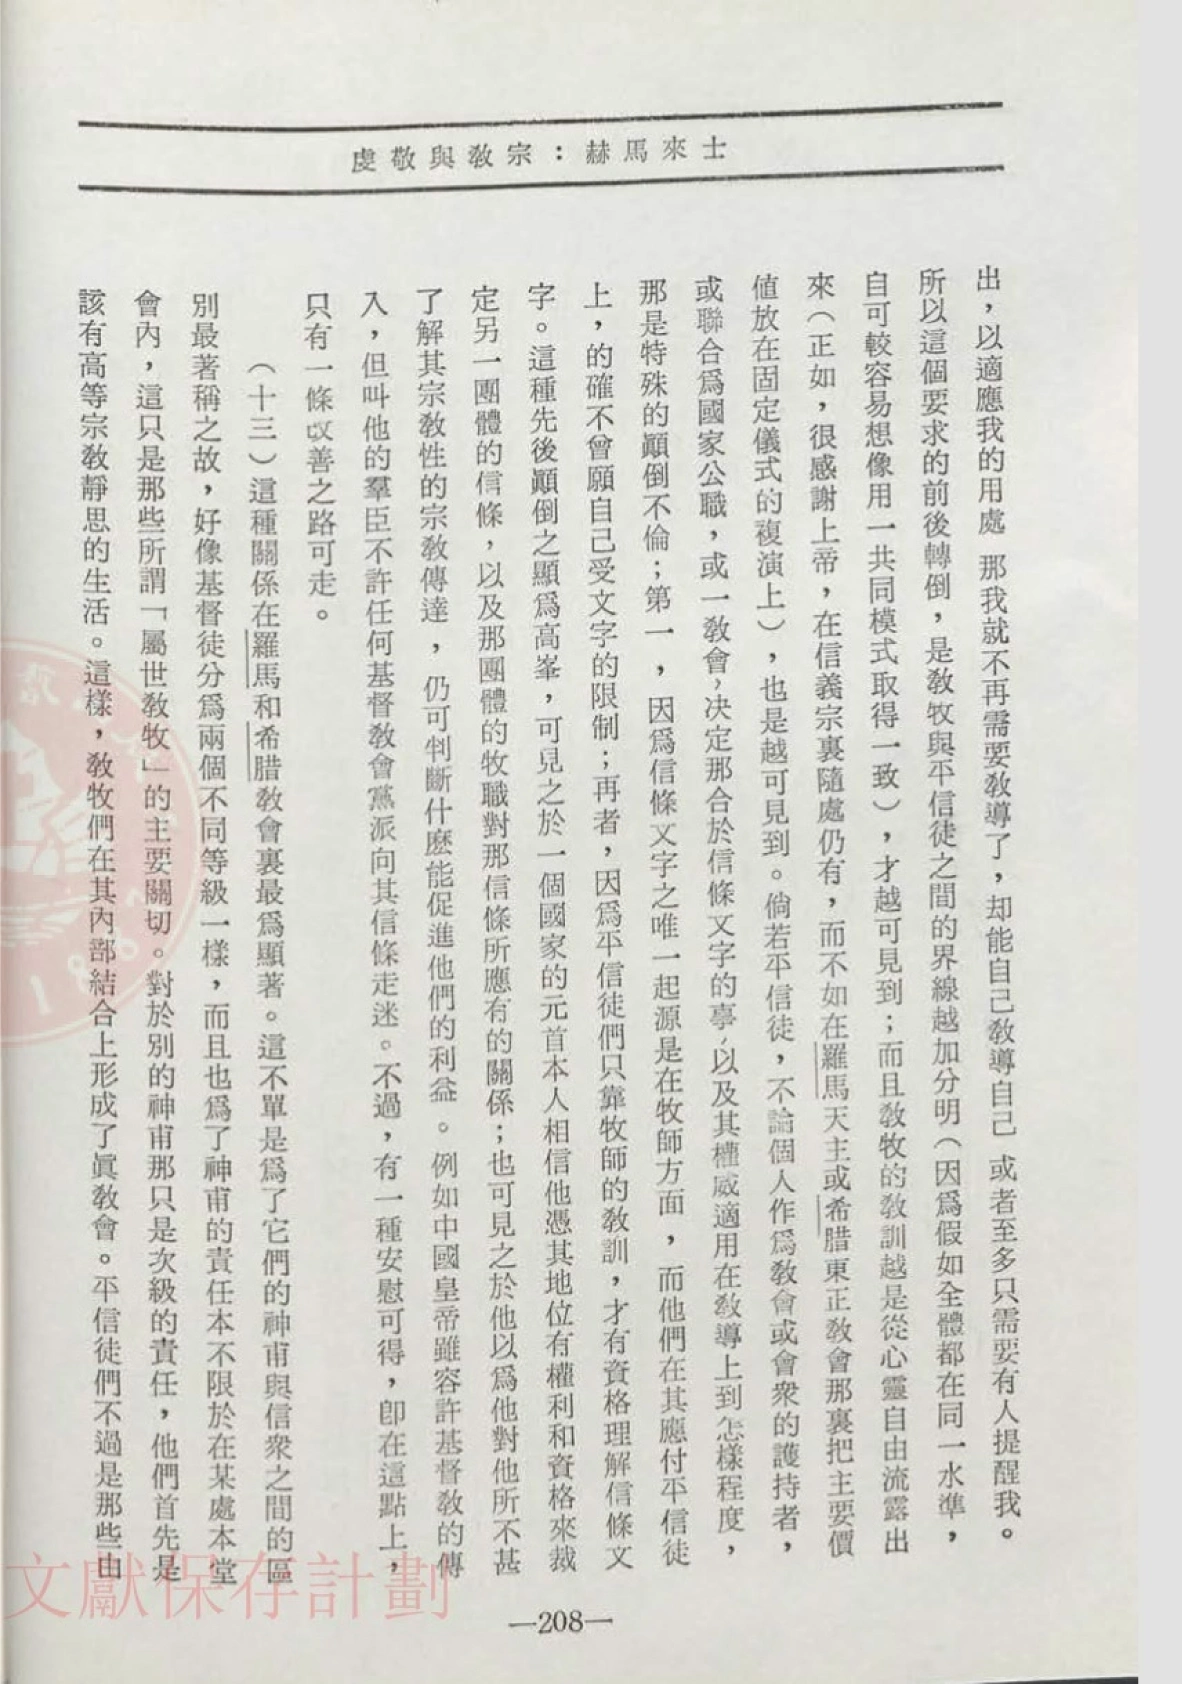 士來馬赫：宗教與敬虔
出，以適應我的用處 那我就不再需要教導了，却能自己教導自己 或者至多只需要有人提醒我。
所以這個要求的前後轉倒，是教牧與平信徒之間的界線越加分明（因爲假如全體都在同一水準，
自可較容易想像用一共同模式取得一致），才越可見到；而且教牧的教訓越是從心靈自由流露出
來（正如，很感謝上帝，在信義宗裏隨處仍有，而不如在羅馬天主或希腊東正教會那裏把主要價
值放在固定儀式的複演上），也是越可見到。倘若平信徒，不論個人作爲教會或會衆的護持者，
或聯合爲國家公職，或一教會，決定那合於信條文字的事，以及其權威適用在教導上到怎樣程度，
那是特殊的顚倒不倫；第一，因爲信條文字之唯一起源是在牧師方面，而他們在其應付平信徒
上，的確不曾願自己受文字的限制；再者，因爲平信徒們只靠牧師的教訓，才有資格理解信條文
字。這種先後顚倒之顯爲高峯，可見之於一個國家的元首本人相信他憑其地位有權利和資格來裁
定另一團體的信條，以及那團體的牧職對那信條所應有的關係；也可見之於他以爲他對他所不甚
了解其宗教性的宗教傳達，仍可判斷什麼能促進他們的利益。例如中國皇帝雖容許基督教的傳
入，但叫他的羣臣不許任何基督教會黨派向其信條走迷。不過，有一種安慰可得，卽在這點上，
只有一條改善之路可走。
（十三）這種關係在羅馬和希腊教會裏最爲顯著。這不單是爲了它們的神甫與信衆之間的區
別最著稱之故，好像基督徒分爲兩個不同等級一樣，而且也爲了神甫的責任本不限於在某處本堂
會內，這只是那些所謂「屬世教牧」的主要關切。對於別的神甫那只是次級的責任，他們首先是
該有高等宗教靜思的生活。這樣，教牧們在其內部結合上形成了眞教會。平信徒們不過是那些由
—208—
文獻保存計劃